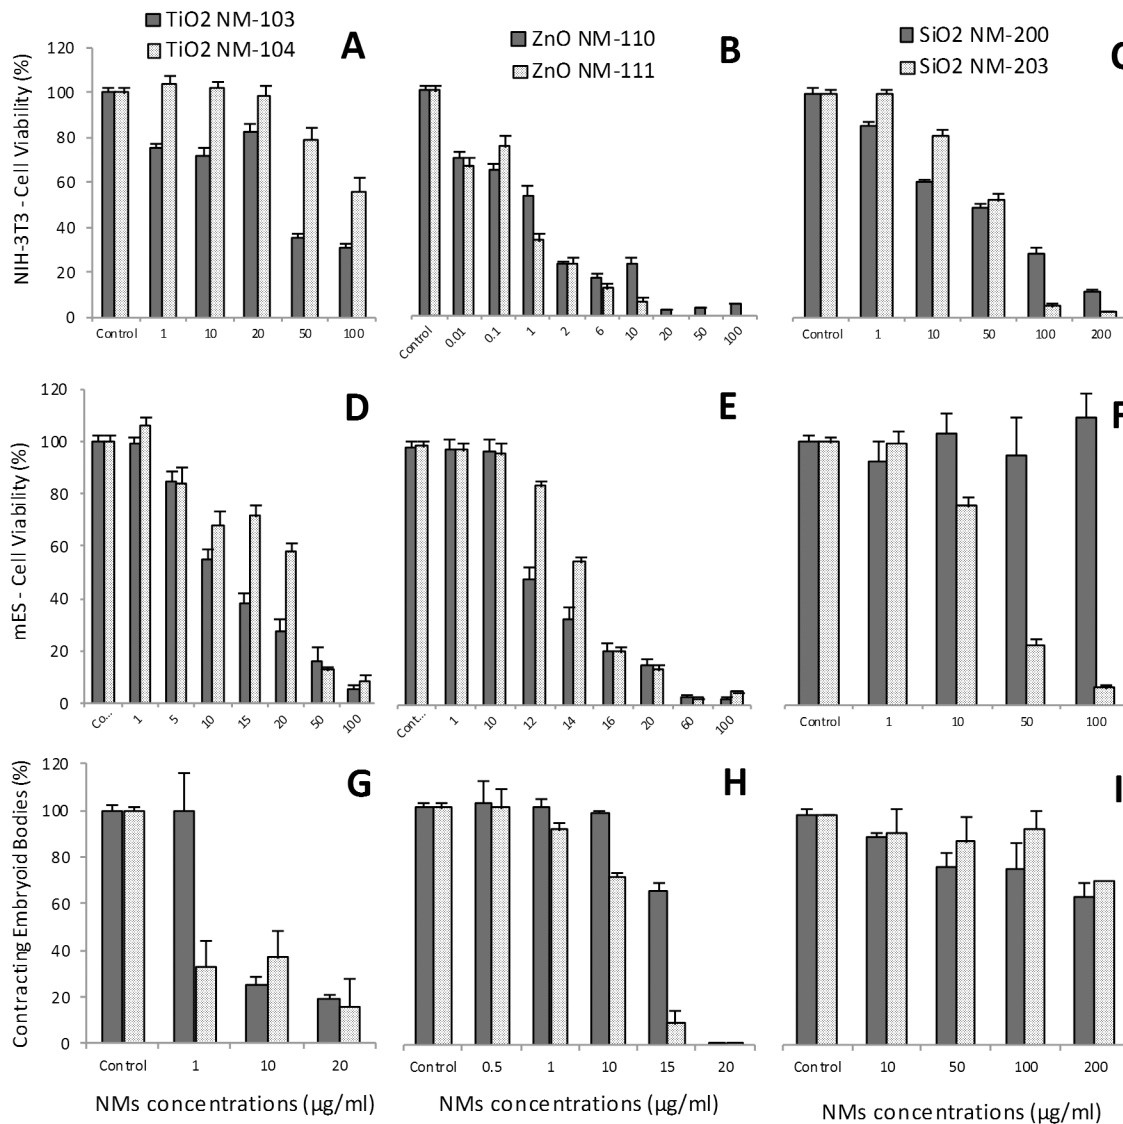 TiO2 NM-103
TiO2 NM-104
A
ZnO NM-110
ZnO NM-111
B
SiO2 NM-200
SiO2 NM-203
C
NIH-3T3 - Cell Viability (%)
120
100
80
60
40
20
0
Control 1 10 20 50 100
Control 0.01 0.1 1 2 6 10 20 50 100
Control 1 10 50 100 200
D
E
F
mES - Cell Viability (%)
120
100
80
60
40
20
0
Co... 1 5 10 15 20 50 100
Cont... 1 10 12 14 16 20 60 100
Control 1 10 50 100
G
H
I
Contracting Embryoid Bodies (%)
120
100
80
60
40
20
0
Control 1 10 20
Control 0.5 1 10 15 20
Control 10 50 100 200
NMs concentrations (µg/ml)
NMs concentrations (µg/ml)
NMs concentrations (µg/ml)